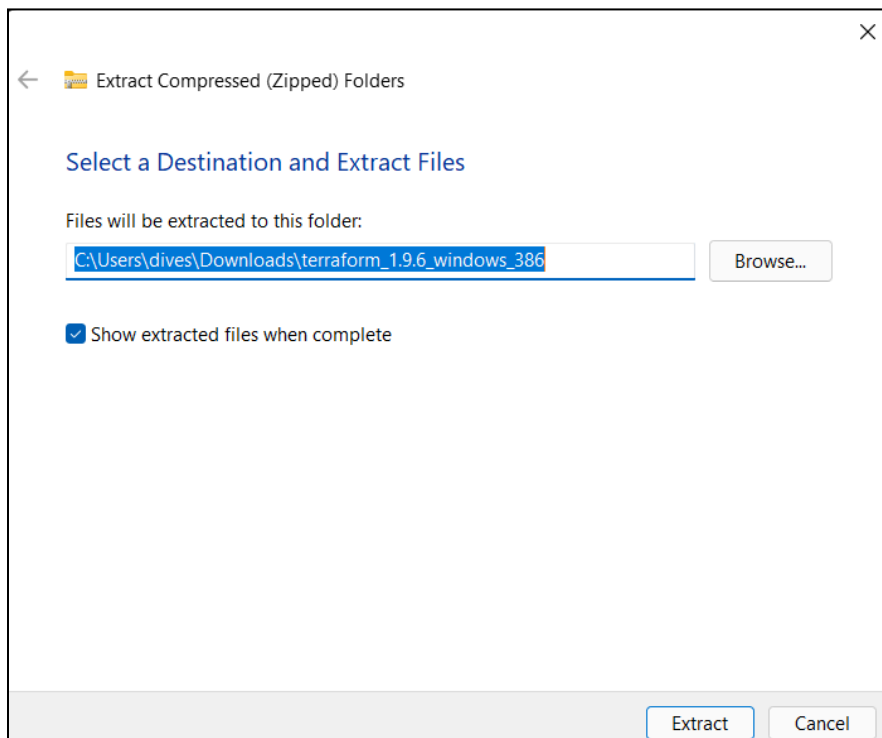 Extract Compressed (Zipped) Folders
Select a Destination and Extract Files
Files will be extracted to this folder:
C:\Users\dives\Downloads\terraform_1.9.6_windows_386
Browse...
Show extracted files when complete
Extract
Cancel